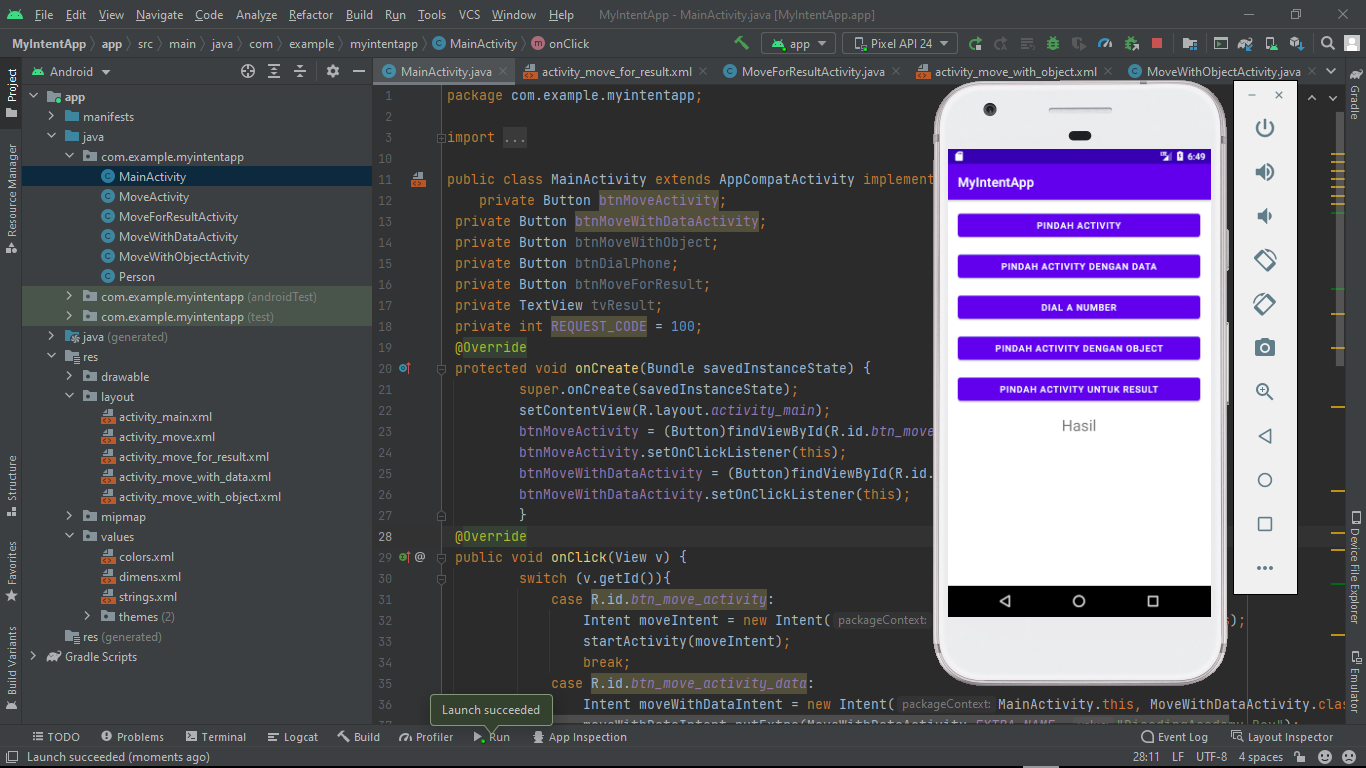 File Edit View Navigate Code Analyze Refactor Build Run Tools VCS Window Help MyIntentApp - MainActivity.java [MyIntentApp.app]
MyIntentApp app src main java com example myintentapp MainActivity onClick app Pixel API 24
Project
Resource Manager
Structure
Favorites
Build Variants
Android
app
manifests
java
com.example.myintentapp
MainActivity
MoveActivity
MoveForResultActivity
MoveWithDataActivity
MoveWithObjectActivity
Person
com.example.myintentapp (androidTest)
com.example.myintentapp (test)
java (generated)
res
drawable
layout
activity_main.xml
activity_move.xml
activity_move_for_result.xml
activity_move_with_data.xml
activity_move_with_object.xml
mipmap
values
colors.xml
dimens.xml
strings.xml
themes (2)
res (generated)
Gradle Scripts
MainActivity.java activity_move_for_result.xml MoveForResultActivity.java activity_move_with_object.xml MoveWithObjectActivity.java
1 package com.example.myintentapp;
2
3 import ...
10
11 public class MainActivity extends AppCompatActivity implement
12 private Button btnMoveActivity;
13 private Button btnMoveWithDataActivity;
14 private Button btnMoveWithObject;
15 private Button btnDialPhone;
16 private Button btnMoveForResult;
17 private TextView tvResult;
18 private int REQUEST_CODE = 100;
19 @Override
20 protected void onCreate(Bundle savedInstanceState) {
21 super.onCreate(savedInstanceState);
22 setContentView(R.layout.activity_main);
23 btnMoveActivity = (Button)findViewById(R.id.btn_move
24 btnMoveActivity.setOnClickListener(this);
25 btnMoveWithDataActivity = (Button)findViewById(R.id.
26 btnMoveWithDataActivity.setOnClickListener(this);
27 }
28 @Override
29 public void onClick(View v) {
30 switch (v.getId()){
31 case R.id.btn_move_activity:
32 Intent moveIntent = new Intent( packageContext: );
33 startActivity(moveIntent);
34 break;
35 case R.id.btn_move_activity_data:
36 Intent moveWithDataIntent = new Intent( packageContext: MainActivity.this, MoveWithDataActivity.clas
6:49
MyIntentApp
PINDAH ACTIVITY
PINDAH ACTIVITY DENGAN DATA
DIAL A NUMBER
PINDAH ACTIVITY DENGAN OBJECT
PINDAH ACTIVITY UNTUK RESULT
Hasil
Gradle
Device File Explorer
Emulator
Launch succeeded
TODO Problems Terminal Logcat Build Profiler Run App Inspection Event Log Layout Inspector
Launch succeeded (moments ago) 28:11 LF UTF-8 4 spaces